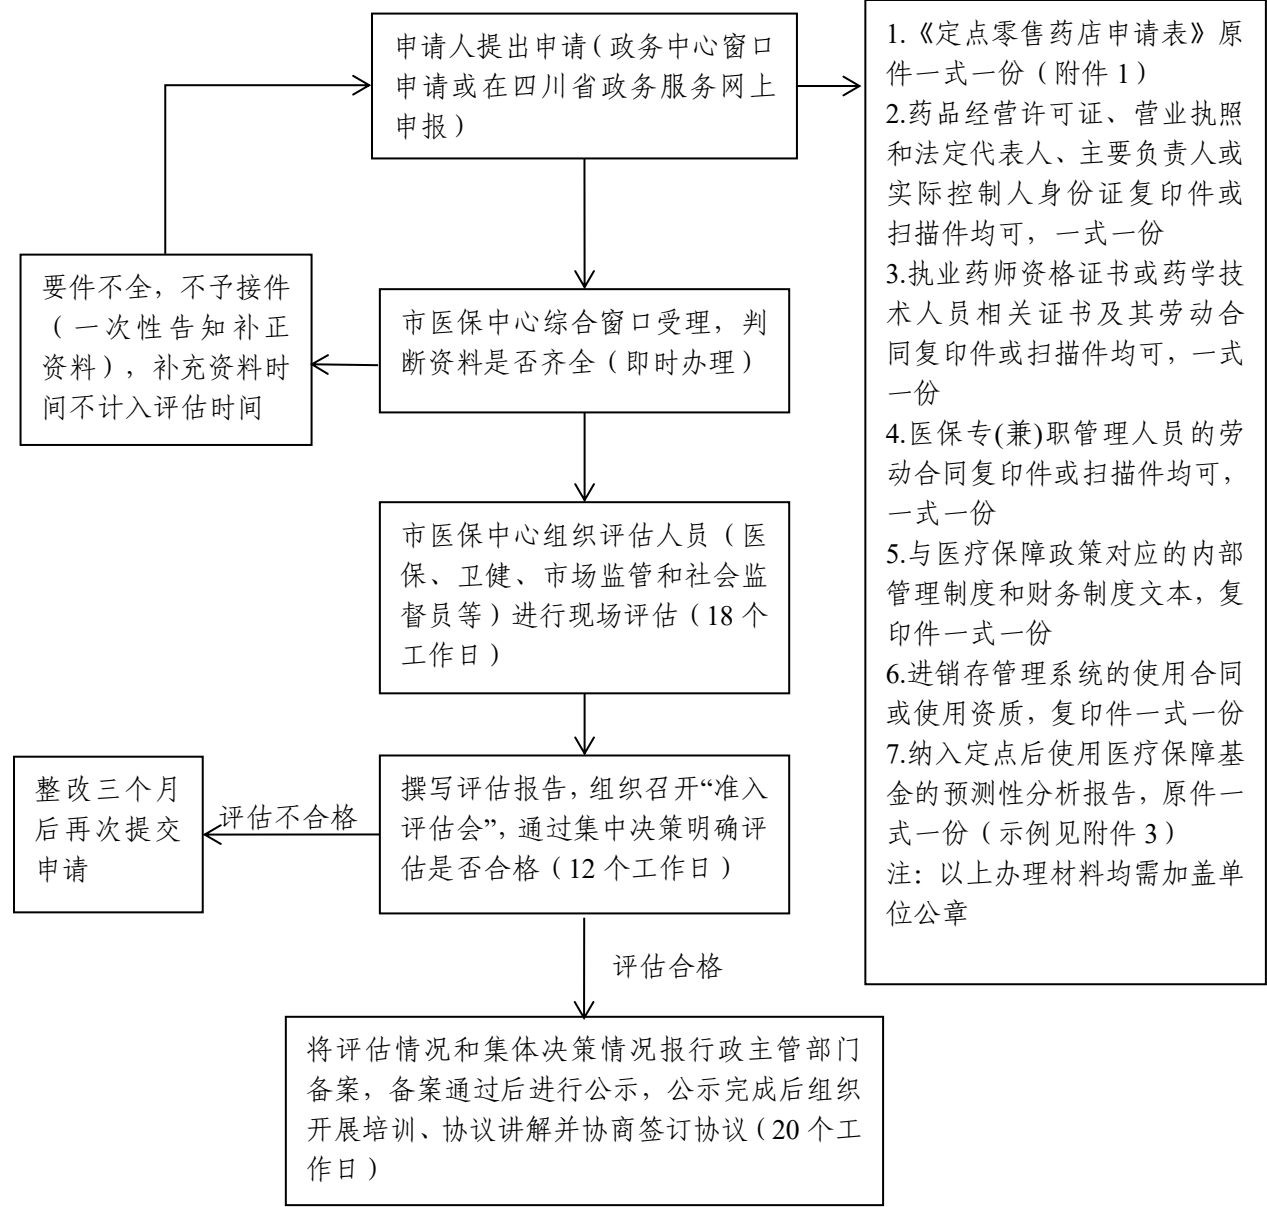 申请人提出申请（政务中心窗口
申请或在四川省政务服务网上
申报）
1.《定点零售药店申请表》原
件一式一份（附件1）
2.药品经营许可证、营业执照
和法定代表人、主要负责人或
实际控制人身份证复印件或
扫描件均可，一式一份
3.执业药师资格证书或药学技
术人员相关证书及其劳动合
同复印件或扫描件均可，一式
一份
4.医保专(兼)职管理人员的劳
动合同复印件或扫描件均可，
一式一份
5.与医疗保障政策对应的内部
管理制度和财务制度文本，复
印件一式一份
6.进销存管理系统的使用合同
或使用资质，复印件一式一份
7.纳入定点后使用医疗保障基
金的预测性分析报告，原件一
式一份（示例见附件3）
注：以上办理材料均需加盖单
位公章
要件不全，不予接件
（一次性告知补正
资料），补充资料时
间不计入评估时间
市医保中心综合窗口受理，判
断资料是否齐全（即时办理）
市医保中心组织评估人员（医
保、卫健、市场监管和社会监
督员等）进行现场评估（18个
工作日）
整改三个月
后再次提交
申请
评估不合格
撰写评估报告，组织召开“准入
评估会”，通过集中决策明确评
估是否合格（12个工作日）
评估合格
将评估情况和集体决策情况报行政主管部门
备案，备案通过后进行公示，公示完成后组织
开展培训、协议讲解并协商签订协议（20个工
作日）